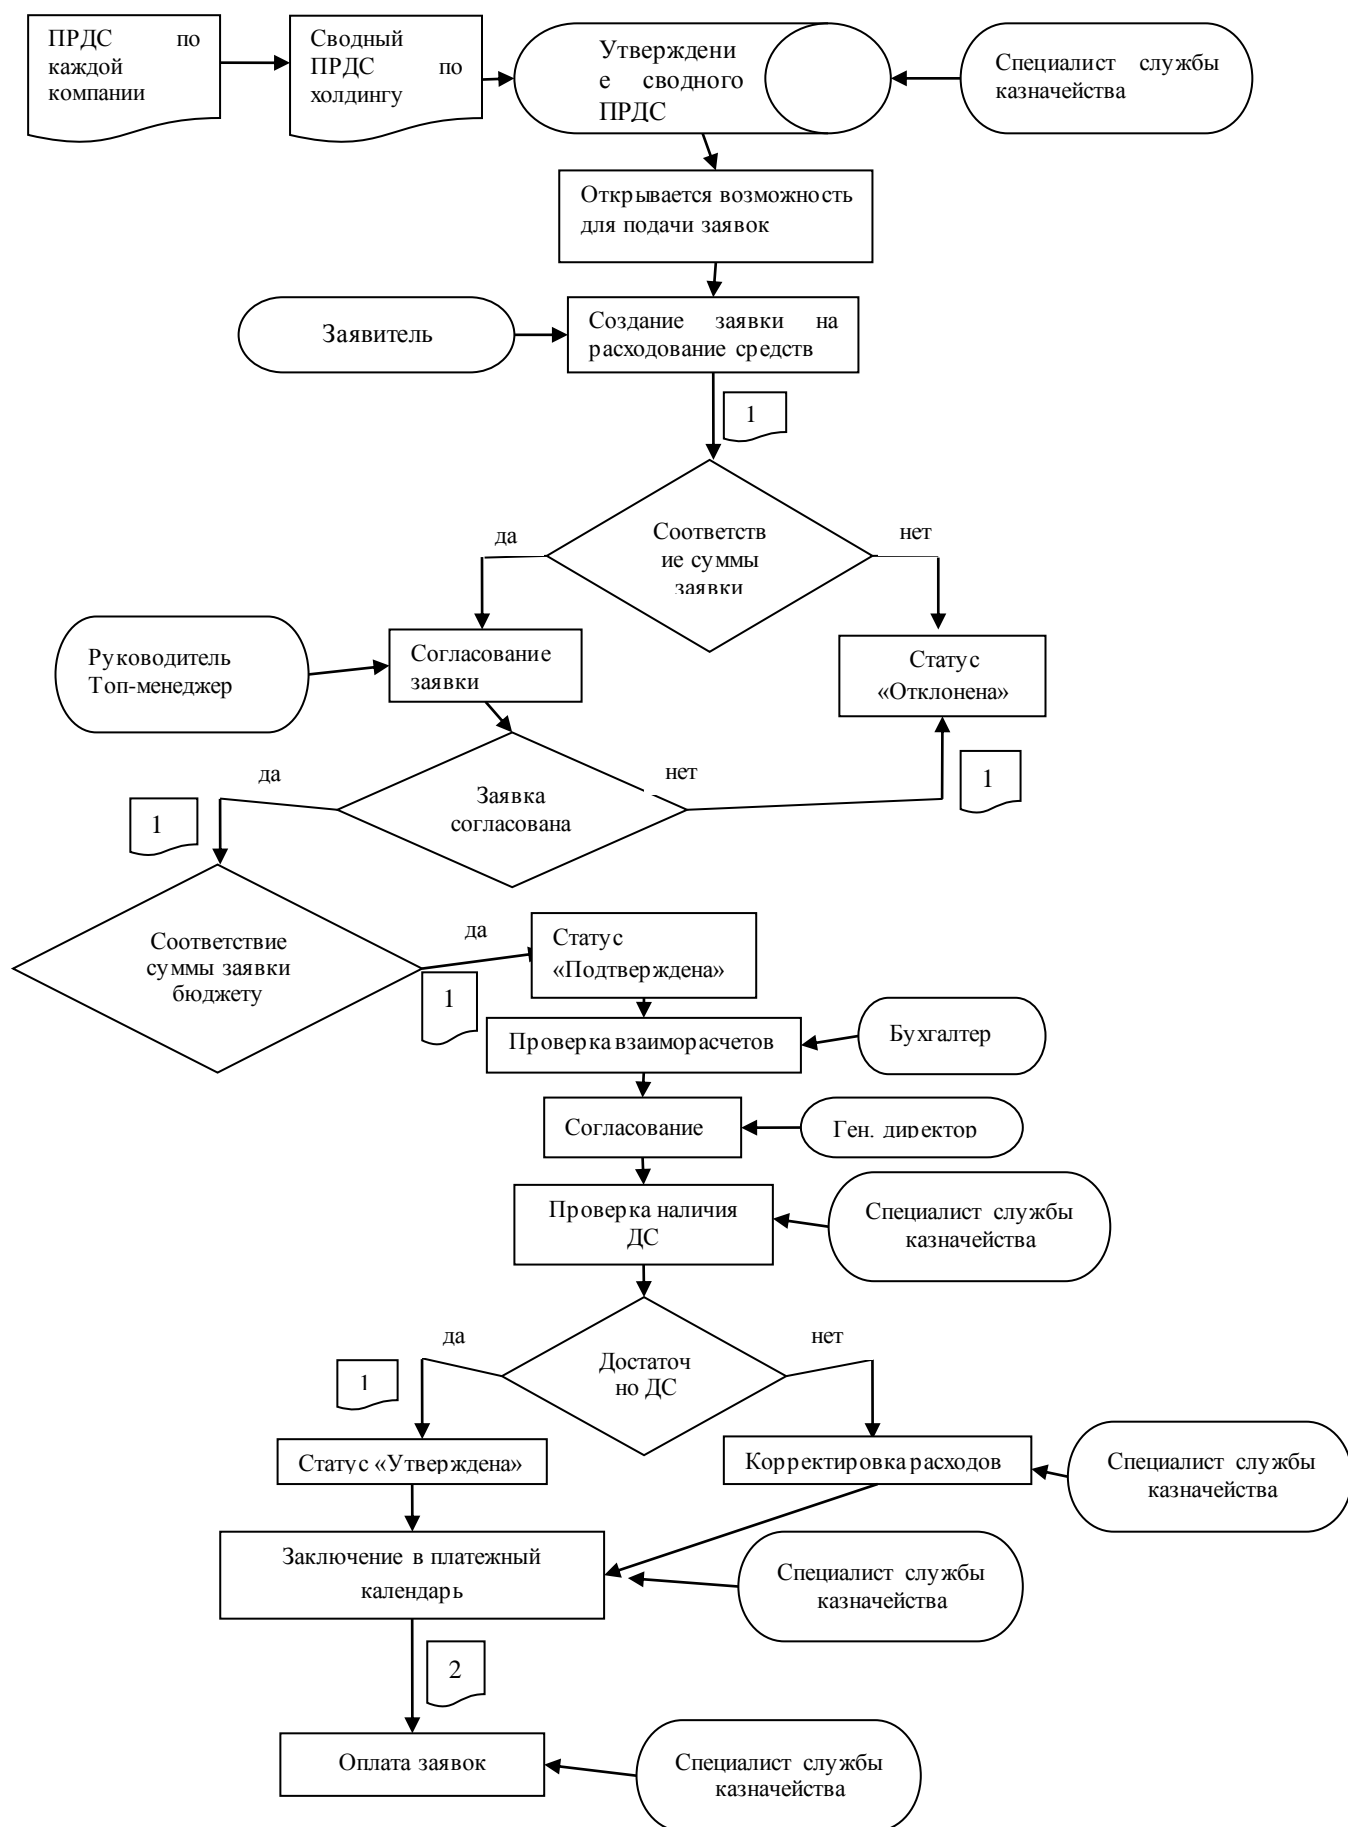 ПРДС по
каждой
компании
Сводный
ПРДС по
холдингу
Утверждени
е сводного
ПРДС
Специалист службы
казначейства
Открывается возможность
для подачи заявок
Заявитель
Создание заявки на
расходование средств
1
Соответств
ие суммы
заявки
да
нет
Руководитель
Топ-менеджер
Согласование
заявки
Статус
«Отклонена»
да
нет
1
1
Заявка
согласована
Соответствие
суммы заявки
бюджету
да
1
Статус
«Подтверждена»
Проверка взаиморасчетов
Бухгалтер
Согласование
Ген. директор
Проверка наличия
ДС
Специалист службы
казначейства
да
нет
1
Достаточ
но ДС
Статус «Утверждена»
Корректировка расходов
Специалист службы
казначейства
Заключение в платежный
календарь
Специалист службы
казначейства
2
Оплата заявок
Специалист службы
казначейства